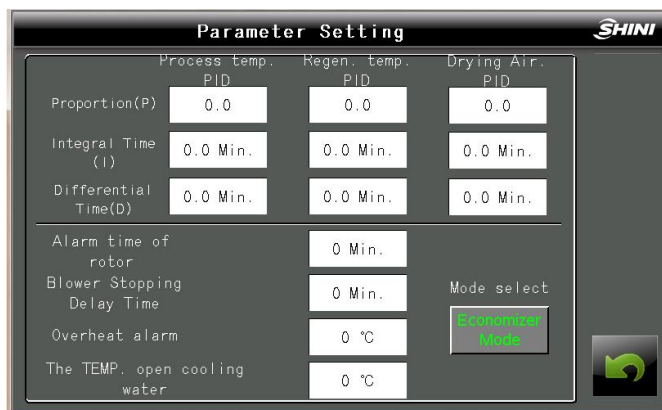 Parameter Setting
SHINI
Process temp. Regen. temp. Drying Air.
PID PID PID
Proportion(P) 0.0 0.0 0.0
Integral Time
(I) 0.0 Min. 0.0 Min. 0.0 Min.
Differential
Time(D) 0.0 Min. 0.0 Min. 0.0 Min.
Alarm time of
rotor 0 Min.
Blower Stopping
Delay Time 0 Min.
Mode select
Economizer
Mode
Overheat alarm 0 °C
The TEMP. open cooling
water 0 °C